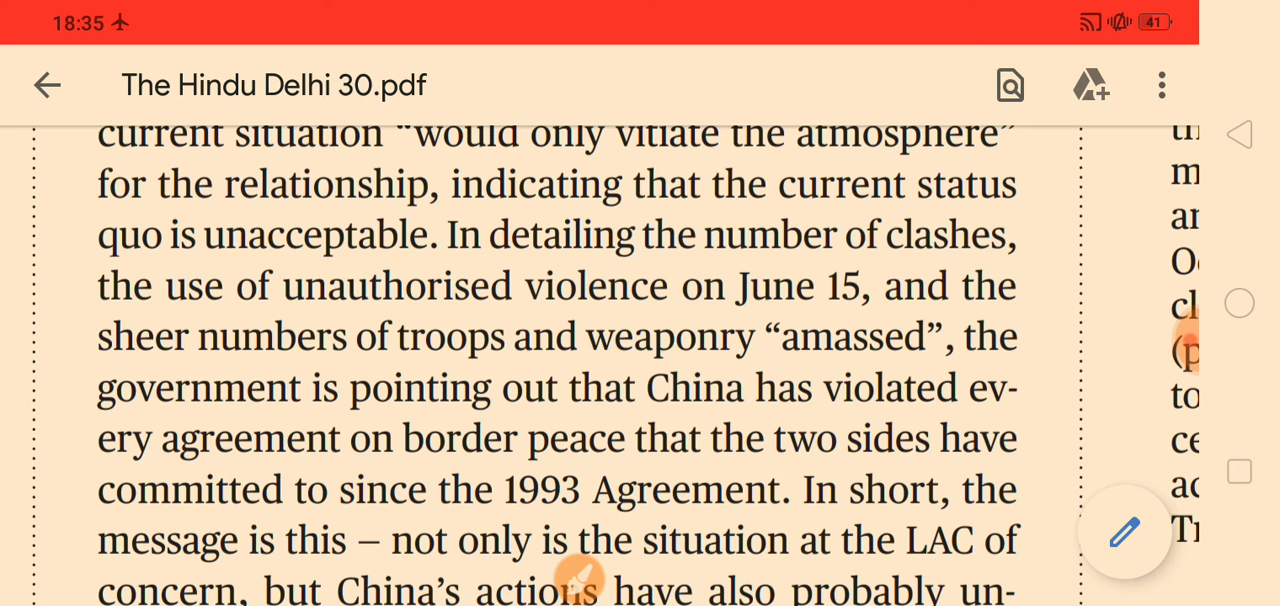 18:35
41
The Hindu Delhi 30.pdf
current situation “would only vitiate the atmosphere”
for the relationship, indicating that the current status
quo is unacceptable. In detailing the number of clashes,
the use of unauthorised violence on June 15, and the
sheer numbers of troops and weaponry “amassed”, the
government is pointing out that China has violated ev-
ery agreement on border peace that the two sides have
committed to since the 1993 Agreement. In short, the
message is this – not only is the situation at the LAC of
concern, but China’s actions have also probably un-